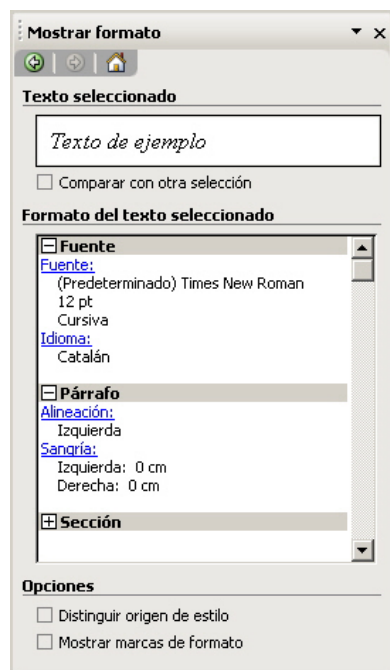 Mostrar formato
Texto seleccionado
Texto de ejemplo
Comparar con otra selección
Formato del texto seleccionado
Fuente
Fuente:
(Predeterminado) Times New Roman
12 pt
Cursiva
Idioma:
Catalán
Párrafo
Alineación:
Izquierda
Sangría:
Izquierda: 0 cm
Derecha: 0 cm
Sección
Opciones
Distinguir origen de estilo
Mostrar marcas de formato